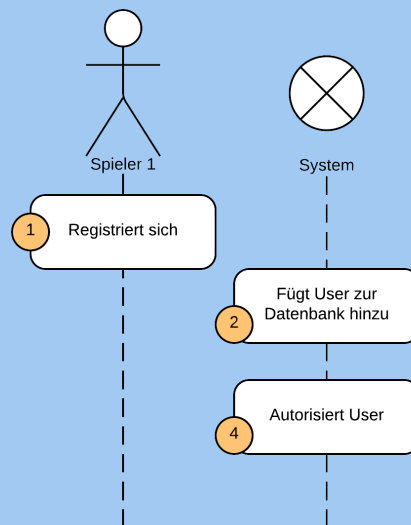 Spieler 1
System
1
Registriert sich
Fügt User zur
Datenbank hinzu
2
Autorisiert User
4